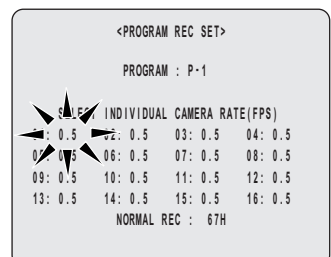 <PROGRAM REC SET>
PROGRAM : P-1
INDIVIDUAL CAMERA RATE(FPS)
0.5 02: 0.5 03: 0.5 04: 0.5
06: 0.5 07: 0.5 08: 0.5
09: 0.5 10: 0.5 11: 0.5 12: 0.5
13: 0.5 14: 0.5 15: 0.5 16: 0.5
NORMAL REC : 67H